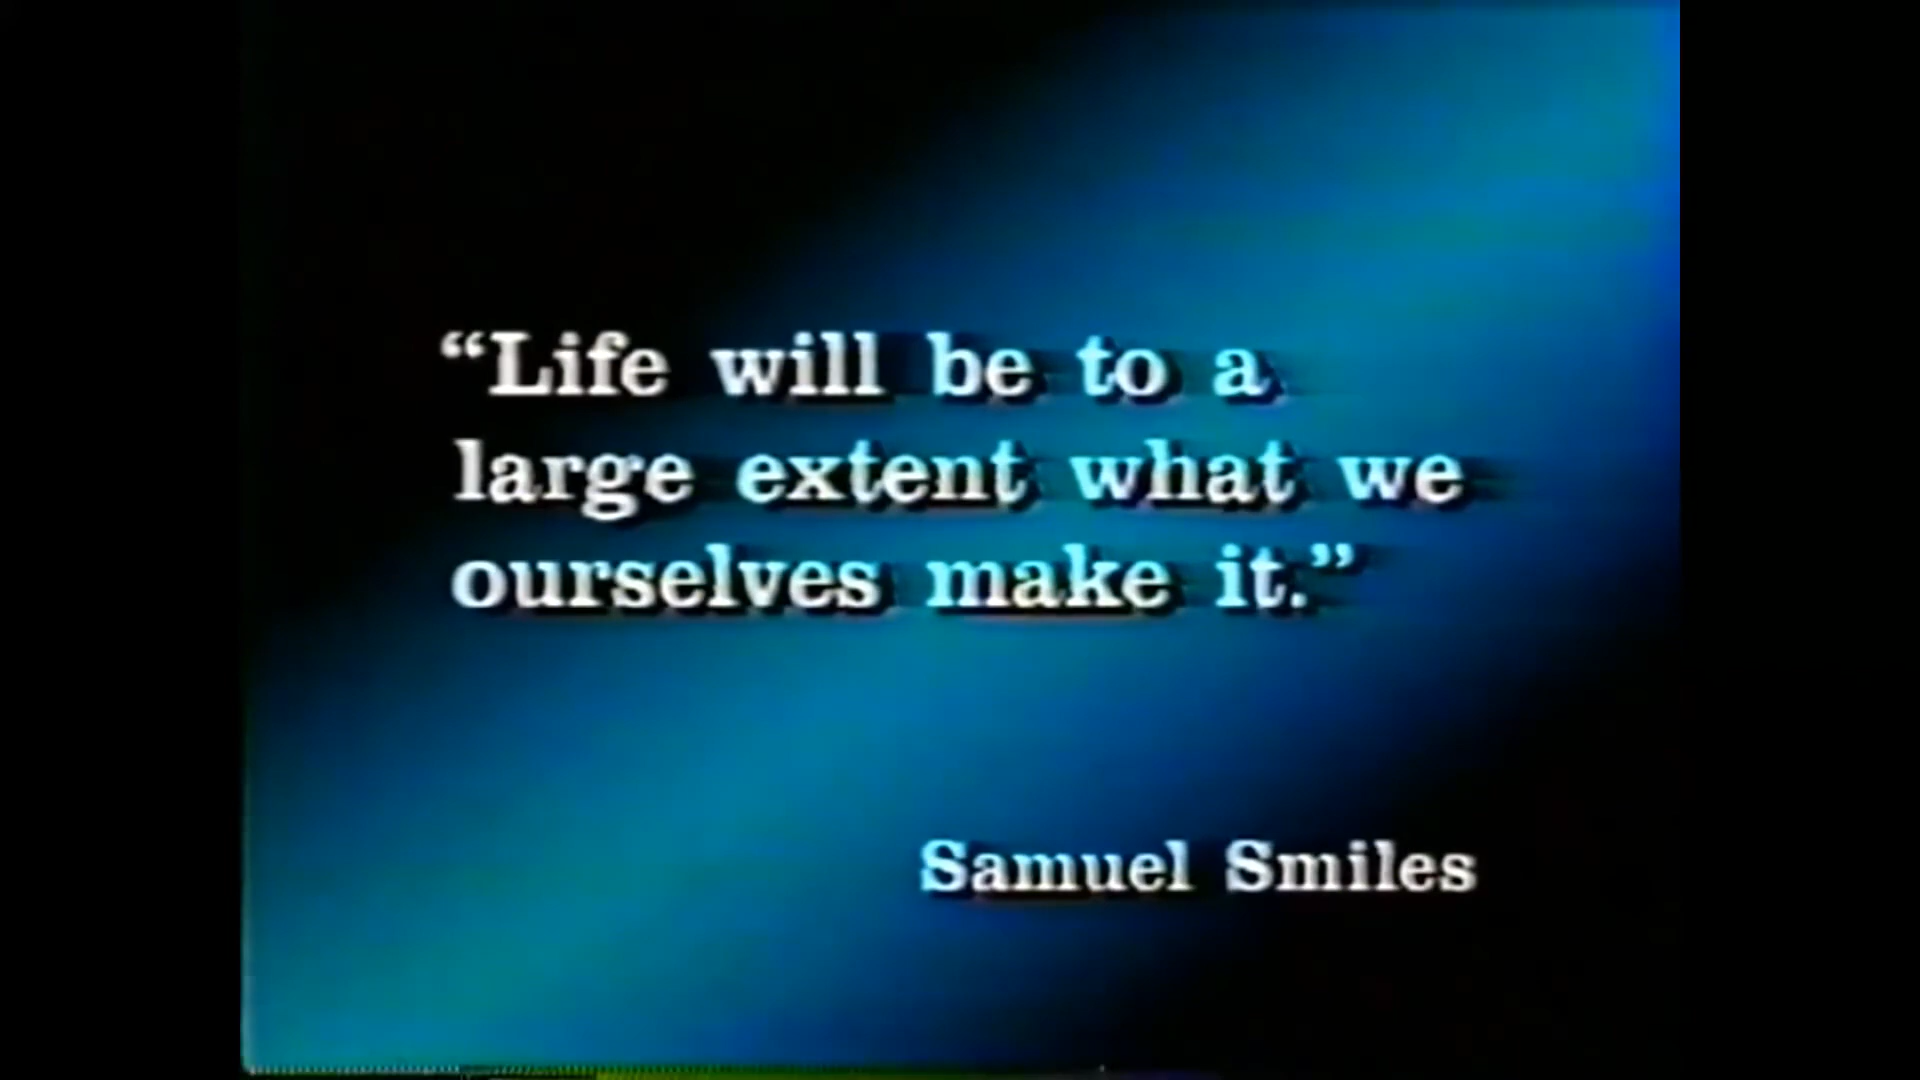 “Life will be to a
large extent what we
ourselves make it.”
Samuel Smiles